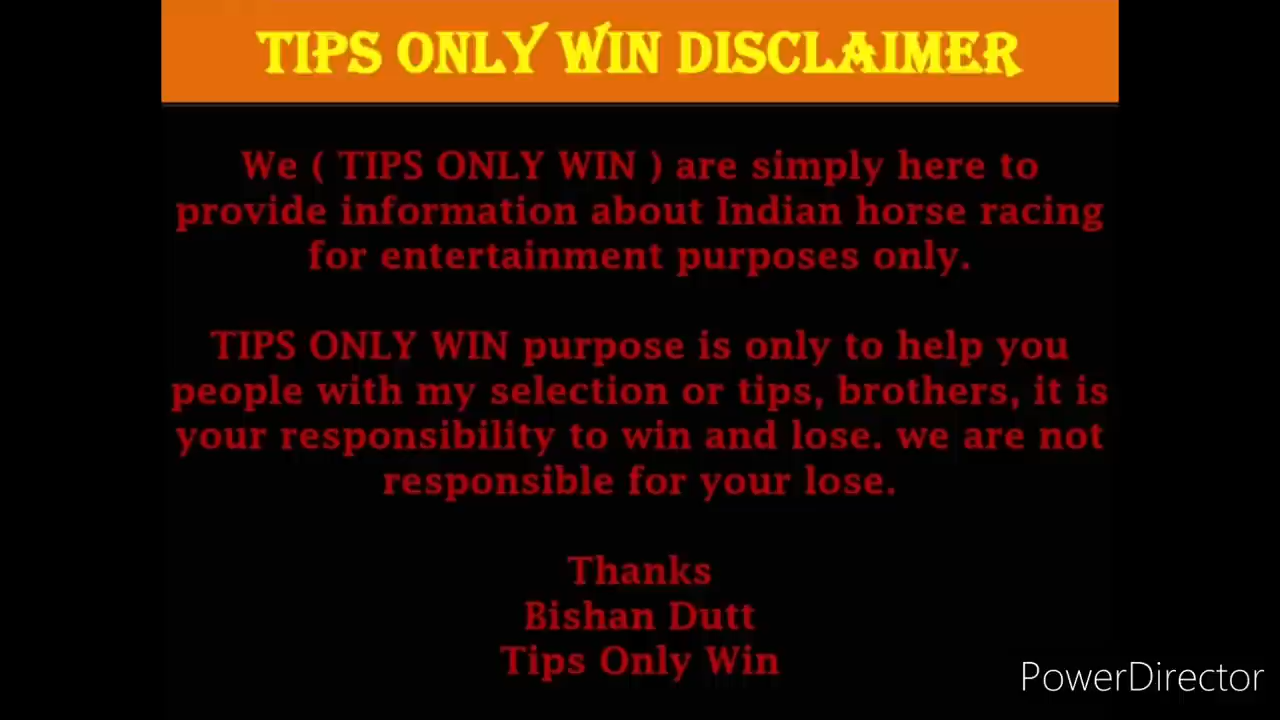 TIPS ONLY WIN DISCLAIMER
We ( TIPS ONLY WIN ) are simply here to
provide information about Indian horse racing
for entertainment purposes only.
TIPS ONLY WIN purpose is only to help you
people with my selection or tips, brothers, it is
your responsibility to win and lose. we are not
responsible for your lose.
Thanks
Bishan Dutt
Tips Only Win
PowerDirector